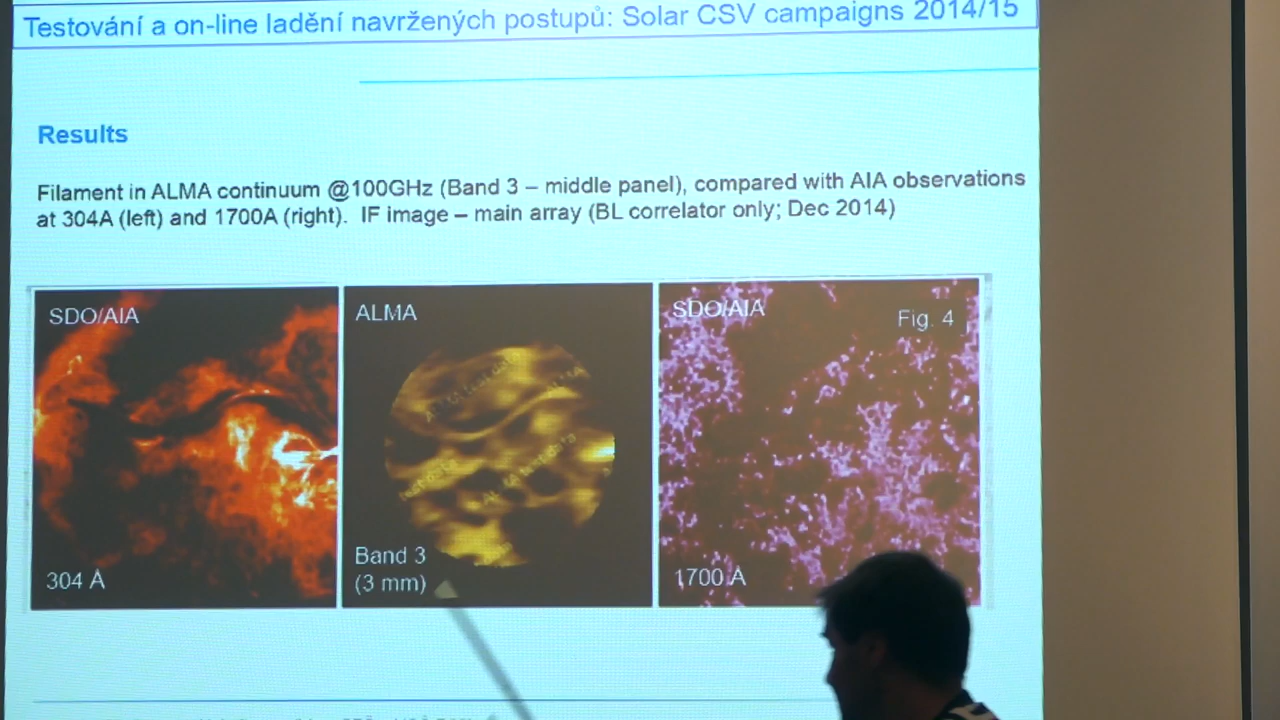 Testování a on-line ladění navržených postupů: Solar CSV campaigns 2014/15
Results
Filament in ALMA continuum @100GHz (Band 3 – middle panel), compared with AIA observations
at 304A (left) and 1700A (right). IF image – main array (BL correlator only; Dec 2014)
SDO/AIA
ALMA
SDO/AIA
Fig. 4
304 Å
Band 3
(3 mm)
1700 Å